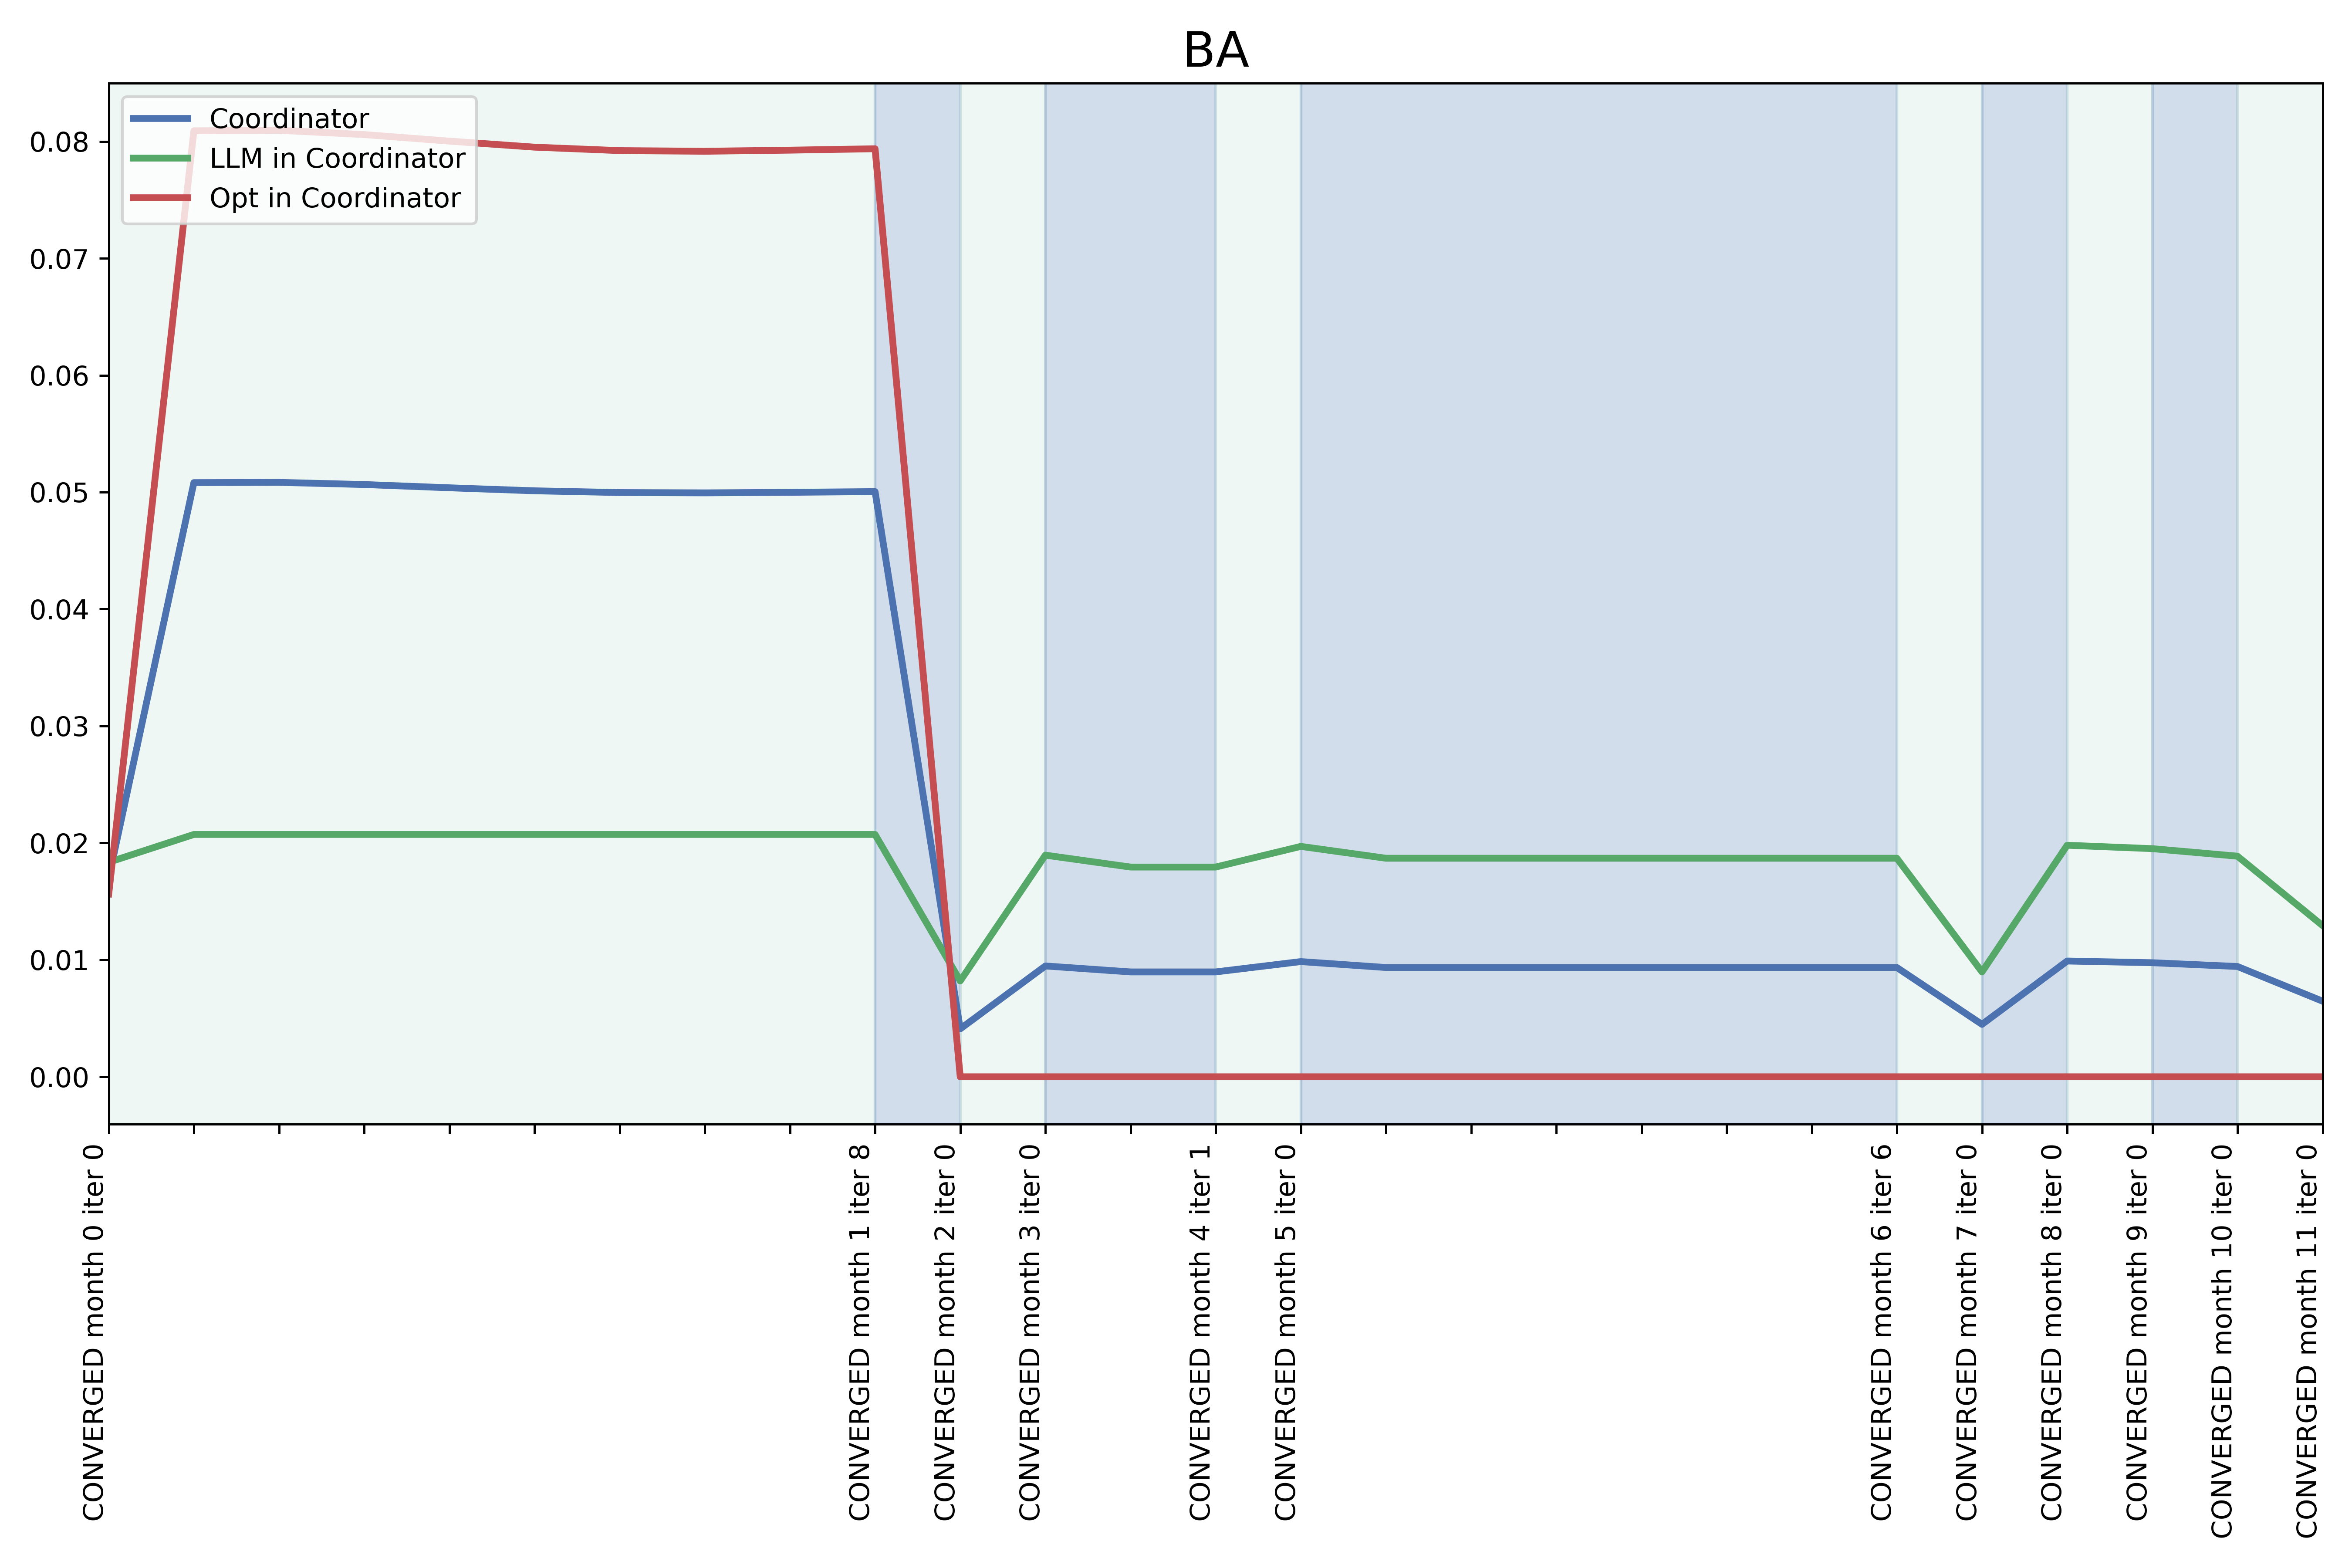 BA
Coordinator
LLM in Coordinator
Opt in Coordinator
0.08
0.07
0.06
0.05
0.04
0.03
0.02
0.01
0.00
CONVERGED month 0 iter 0
CONVERGED month 1 iter 8
CONVERGED month 2 iter 0
CONVERGED month 3 iter 0
CONVERGED month 4 iter 1
CONVERGED month 5 iter 0
CONVERGED month 6 iter 6
CONVERGED month 7 iter 0
CONVERGED month 8 iter 0
CONVERGED month 9 iter 0
CONVERGED month 10 iter 0
CONVERGED month 11 iter 0